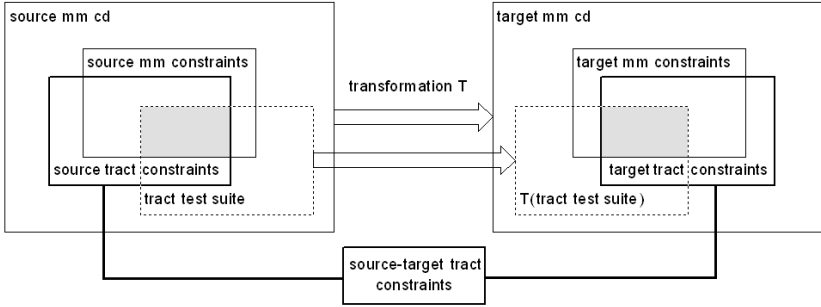 source mm cd
target mm cd
source mm constraints
target mm constraints
transformation T
source tract constraints
target tract constraints
tract test suite
T(tract test suite)
source-target tract
constraints